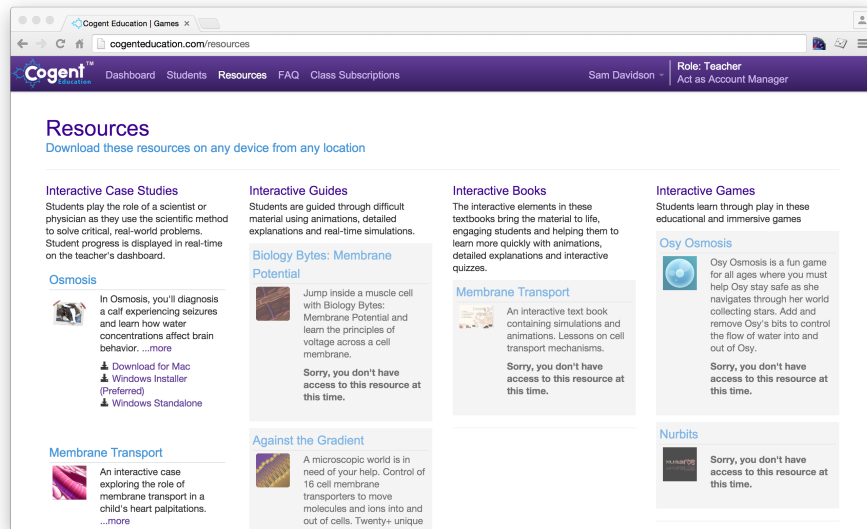 Cogent Education | Games ×
cogenteducation.com/resources
Cogent™
Education
Dashboard Students Resources FAQ Class Subscriptions
Sam Davidson
Role: Teacher
Act as Account Manager
Resources
Download these resources on any device from any location
Interactive Case Studies
Students play the role of a scientist or
physician as they use the scientific method
to solve critical, real-world problems.
Student progress is displayed in real-time
on the teacher's dashboard.
Osmosis
In Osmosis, you'll diagnosis
a calf experiencing seizures
and learn how water
concentrations affect brain
behavior. ...more
Download for Mac
Windows Installer
(Preferred)
Windows Standalone
Membrane Transport
An interactive case
exploring the role of
membrane transport in a
child's heart palpitations.
...more
Interactive Guides
Students are guided through difficult
material using animations, detailed
explanations and real-time simulations.
Biology Bytes: Membrane
Potential
Jump inside a muscle cell
with Biology Bytes:
Membrane Potential and
learn the principles of
voltage across a cell
membrane.
Sorry, you don't have
access to this resource at
this time.
Against the Gradient
A microscopic world is in
need of your help. Control of
16 cell membrane
transporters to move
molecules and ions into and
out of cells. Twenty+ unique
Interactive Books
The interactive elements in these
textbooks bring the material to life,
engaging students and helping them to
learn more quickly with animations,
detailed explanations and interactive
quizzes.
Membrane Transport
An interactive text book
containing simulations and
animations. Lessons on cell
transport mechanisms.
Sorry, you don't have
access to this resource at
this time.
Interactive Games
Students learn through play in these
educational and immersive games
Osy Osmosis
Osy Osmosis is a fun game
for all ages where you must
help Osy stay safe as she
navigates through her world
collecting stars. Add and
remove Osy's bits to control
the flow of water into and
out of Osy.
Sorry, you don't have
access to this resource at
this time.
Nurbits
Sorry, you don't have
access to this resource at
this time.